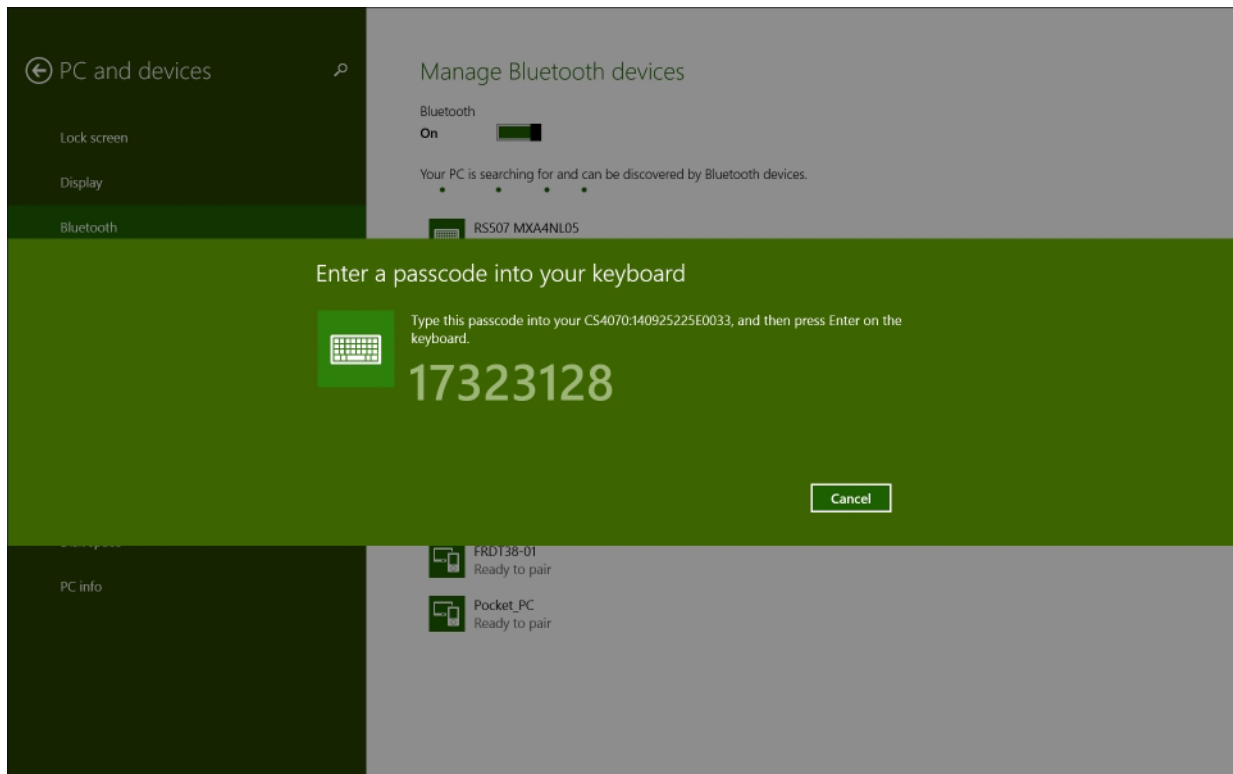 PC and devices
Lock screen
Display
Bluetooth
PC info
Manage Bluetooth devices
Bluetooth
On
Your PC is searching for and can be discovered by Bluetooth devices.
RS507 MXA4NL05
Enter a passcode into your keyboard
Type this passcode into your CS4070:140925225E0033, and then press Enter on the
keyboard.
17323128
Cancel
FRDT38-01
Ready to pair
Pocket_PC
Ready to pair